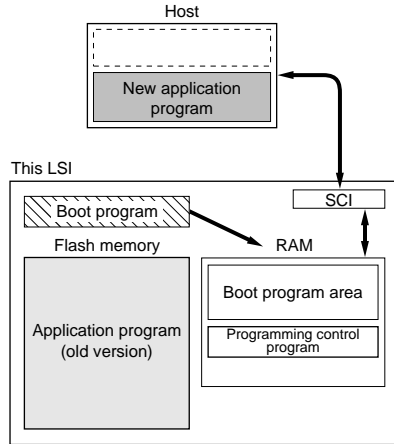 Host
New application
program
This LSI
SCI
Boot program
Flash memory
RAM
Application program
(old version)
Boot program area
Programming control
program